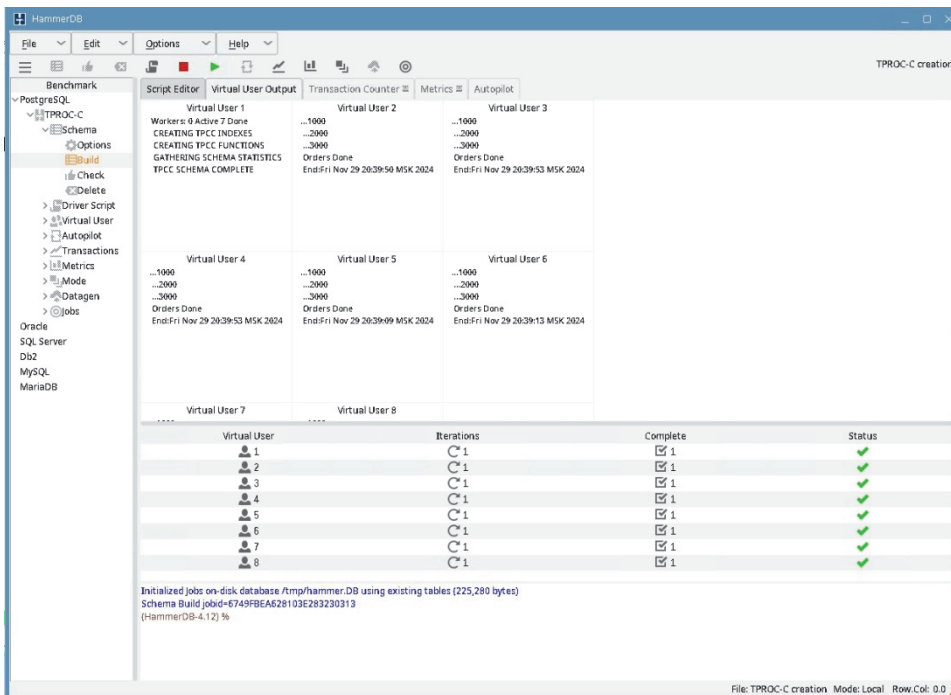 HammerDB
File Edit Options Help
TPROC-C creation
Benchmark
Script Editor Virtual User Output Transaction Counter Metrics Autopilot
PostgreSQL
TPROC-C
Schema
Options
Build
Check
Delete
Driver Script
Virtual User
Autopilot
Transactions
Metrics
Mode
Datagen
Jobs
Oracle
SQL Server
Db2
MySQL
MariaDB
Virtual User 1
Workers: 0 Active 7 Done
CREATING TPCC INDEXES
CREATING TPCC FUNCTIONS
GATHERING SCHEMA STATISTICS
TPCC SCHEMA COMPLETE
Virtual User 2
...1000
...2000
...3000
Orders Done
End:Fri Nov 29 20:39:50 MSK 2024
Virtual User 3
...1000
...2000
...3000
Orders Done
End:Fri Nov 29 20:39:53 MSK 2024
Virtual User 4
...1000
...2000
...3000
Orders Done
End:Fri Nov 29 20:39:53 MSK 2024
Virtual User 5
...1000
...2000
...3000
Orders Done
End:Fri Nov 29 20:39:09 MSK 2024
Virtual User 6
...1000
...2000
...3000
Orders Done
End:Fri Nov 29 20:39:13 MSK 2024
Virtual User 7
Virtual User 8
Virtual User Iterations Complete Status
1 1 1
2 1 1
3 1 1
4 1 1
5 1 1
6 1 1
7 1 1
8 1 1
Initialized Jobs on-disk database /tmp/hammer.DB using existing tables (225,280 bytes)
Schema Build jobid=6749FBEA628103E283230313
(HammerDB-4.12) %
File: TPROC-C creation Mode: Local Row.Col: 0.0